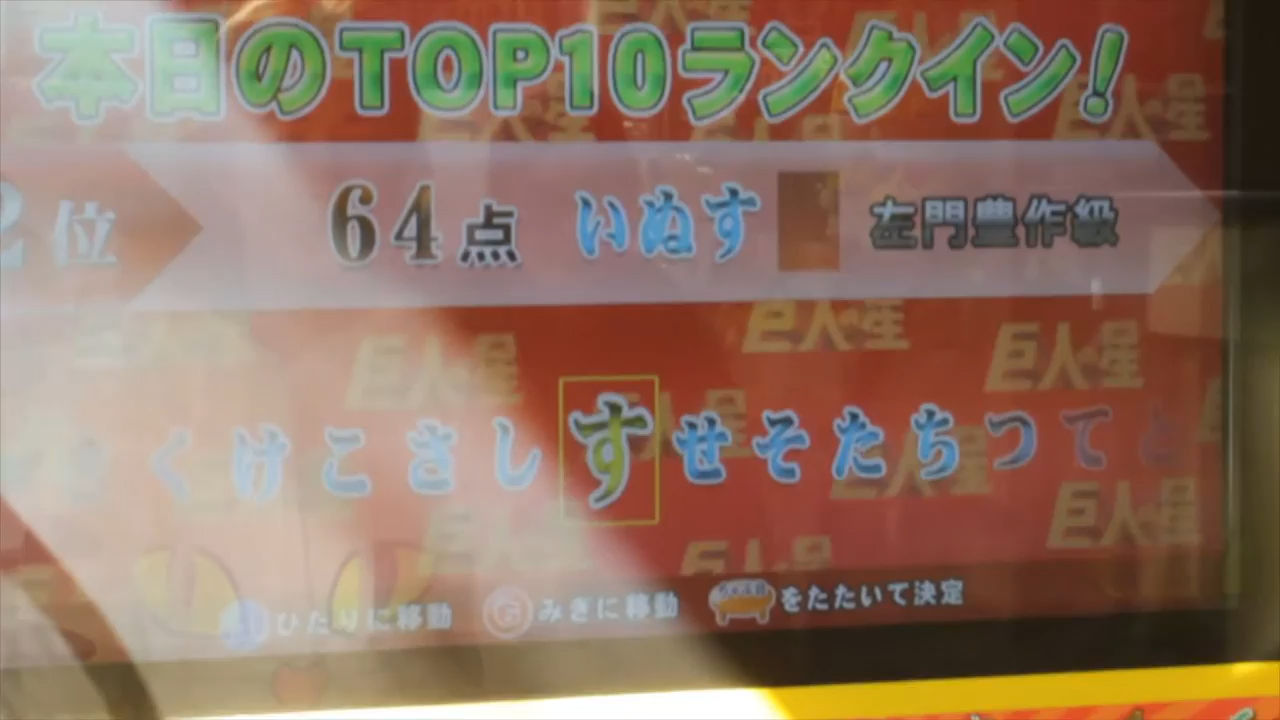 本日のTOP10ランクイン!
2位 64点 いぬす 左門豊作級
くけこさしすせそたちつてと
ひだりに移動 みぎに移動 をたたいて決定
巨人の星